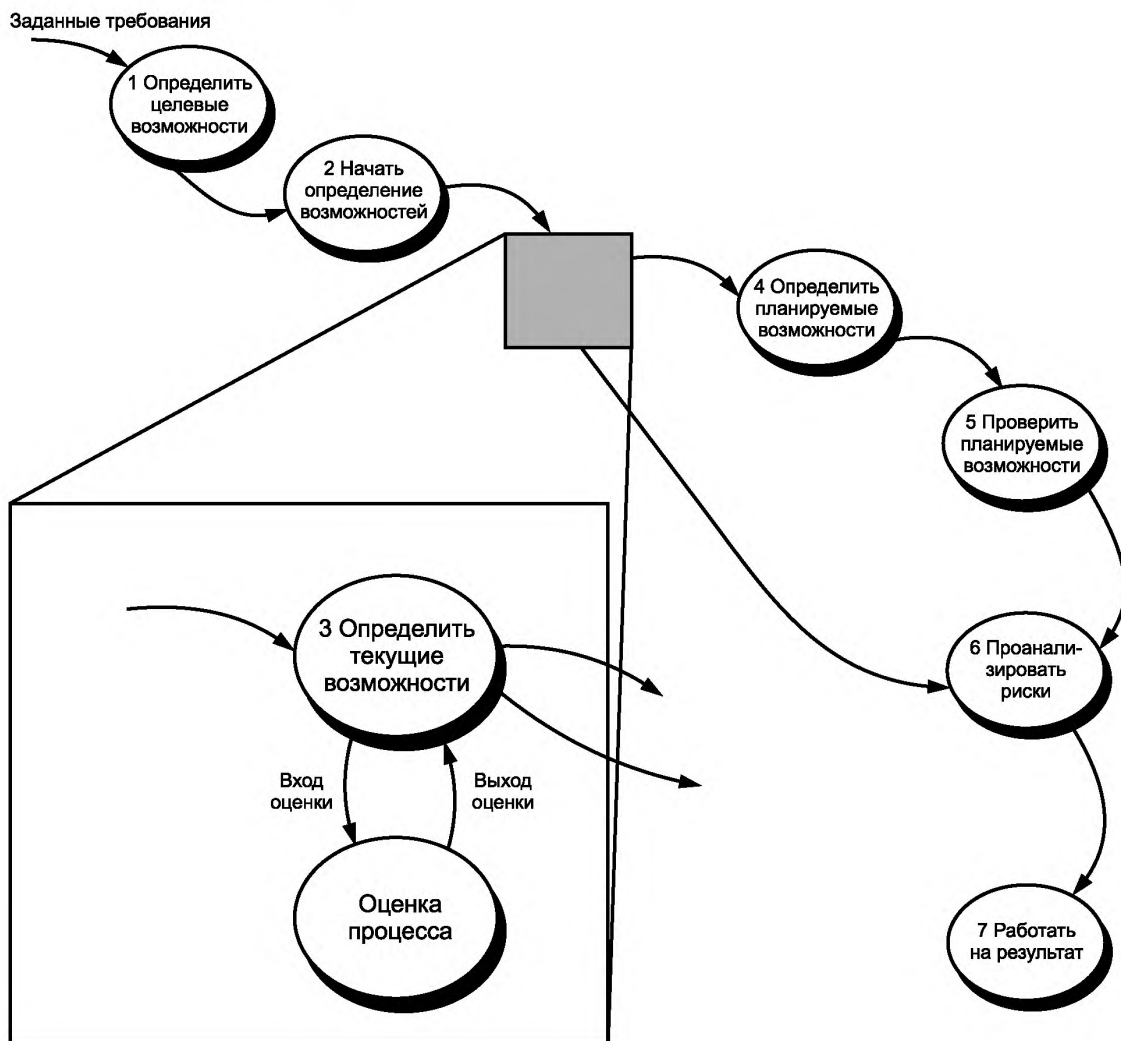 Заданные требования
1 Определить
целевые
возможности
2 Начать
определение
возможностей
4 Определить
планируемые
возможности
5 Проверить
планируемые
возможности
3 Определить
текущие
возможности
6 Проанали-
зировать
риски
Вход
оценки
Выход
оценки
Оценка
процесса
7 Работать
на результат